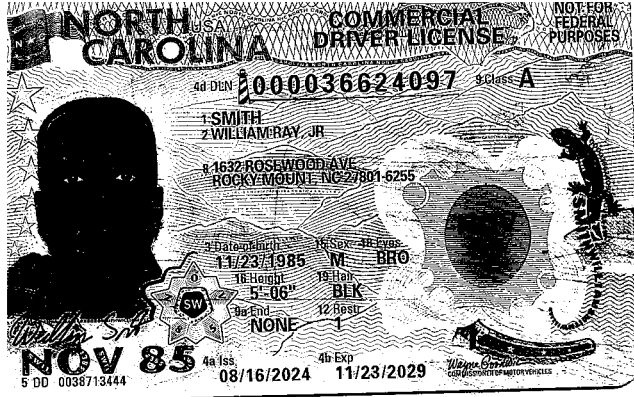 NORTH CAROLINA
USA
COMMERCIAL
DRIVER LICENSE
NOT FOR
FEDERAL
PURPOSES
4d DLN 000036624097 9 Class A
1 SMITH
2 WILLIAM RAY, JR
8 1632 ROSEWOOD AVE
ROCKY MOUNT, NC 27801-6255
3 Date of birth 15 Sex 18 Eyes
11/23/1985 M BRO
16 Height 19 Hair
5'-06" BLK
9a End 12 Restr
NONE 1
SW
NOV 85
4a Iss 08/16/2024 4b Exp 11/23/2029
5 DD 0038713444
COMMISSIONER OF MOTOR VEHICLES